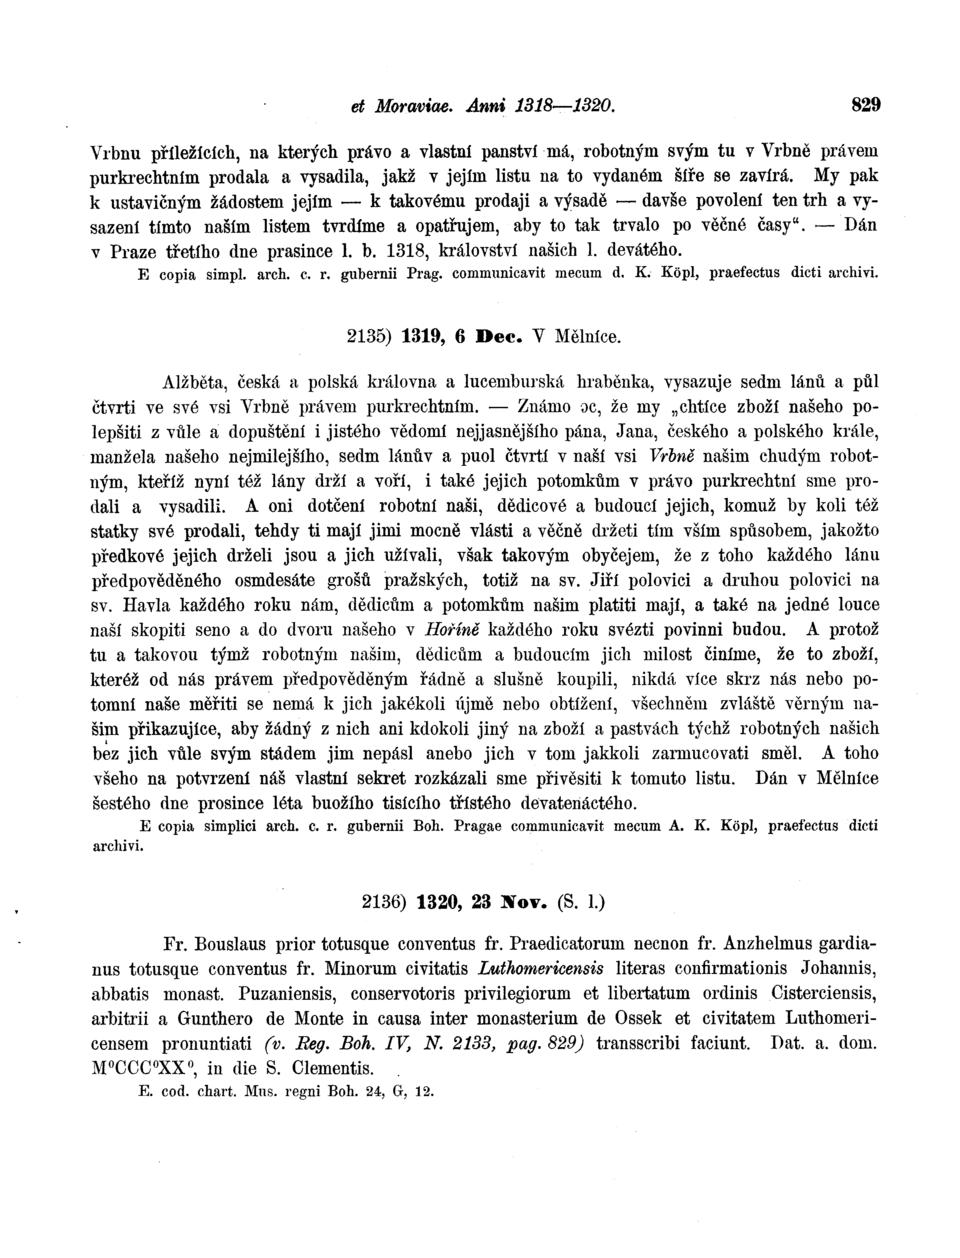 et Moraviae. Anni 1318—1320. 829
Vrbnu příležících, na kterých právo a vlastní panství má, robotným svým tu v Vrbně právem
purkrechtním prodala a vysadila, jakž v jejím listu na to vydaném šíře se zavírá. My pak
k ustavičným žádostem jejím — k takovému prodaji a výsadě — davše povolení ten trh a vy-
sazení tímto naším listem tvrdíme a opatřujem, aby to tak trvalo po věčné časy“. — Dán
v Praze třetího dne prasince l. b. 1318, království našich l. devátého.
E copia simpl. arch. c. r. gubernii Prag. communicavit mecum d. K. Köpl, praefectus dicti archivi.
2135) 1319, 6 Dec. V Mělníce.
Alžběta, česká a polská královna a lucemburská hraběnka, vysazuje sedm lánů a půl
čtvrti ve své vsi Vrbně právem purkrechtním. — Známo ɔc, že my „chtíce zboží našeho po-
lepšiti z vůle a dopuštění i jistého vědomí nejjasnějšího pána, Jana, českého a polského krále,
manžela našeho nejmilejšího, sedm lánův a puol čtvrtí v naší vsi Vrbně našim chudým robot-
ným, kteříž nyní též lány drží a voří, i také jejich potomkům v právo purkrechtní sme pro-
dali a vysadili. A oni dotčení robotní naši, dědicové a budoucí jejich, komuž by koli též
statky své prodali, tehdy ti mají jimi mocně vlásti a věčně držeti tím vším spůsobem, jakožto
předkové jejich drželi jsou a jich užívali, však takovým obyčejem, že z toho každého lánu
předpověděného osmdesáte grošů pražských, totiž na sv. Jiří polovici a druhou polovici na
sv. Havla každého roku nám, dědicům a potomkům našim platiti mají, a také na jedné louce
naší skopiti seno a do dvoru našeho v Hoříně každého roku svézti povinni budou. A protož
tu a takovou týmž robotným našim, dědicům a budoucím jich milost činíme, že to zboží,
kteréž od nás právem předpověděným řádně a slušně koupili, nikdá více skrz nás nebo po-
tomní naše měřiti se nemá k jich jakékoli újmě nebo obtížení, všechněm zvláště věrným na-
šim přikazujíce, aby žádný z nich ani kdokoli jiný na zboží a pastvách týchž robotných našich
bez jich vůle svým stádem jim nepásl anebo jich v tom jakkoli zarmucovati směl. A toho
všeho na potvrzení náš vlastní sekret rozkázali sme přivěsiti k tomuto listu. Dán v Mělníce
šestého dne prosince léta buožího tisícího třístého devatenáctého.
E copia simplici arch. c. r. gubernii Boh. Pragae communicavit mecum A. K. Köpl, praefectus dicti
archivi.
2136) 1320, 23 Nov. (S. l.)
Fr. Bouslaus prior totusque conventus fr. Praedicatorum necnon fr. Anzhelmus gardia-
nus totusque conventus fr. Minorum civitatis Luthomericensis literas confirmationis Johannis,
abbatis monast. Puzaniensis, conservotoris privilegiorum et libertatum ordinis Cisterciensis,
arbitrii a Gunthero de Monte in causa inter monasterium de Ossek et civitatem Luthomeri-
censem pronuntiati (v. Reg. Boh. IV, N. 2133, pag. 829) transscribi faciunt. Dat. a. dom.
M⁰CCC⁰XX⁰, in die S. Clementis.
E. cod. chart. Mus. regni Boh. 24, G, 12.